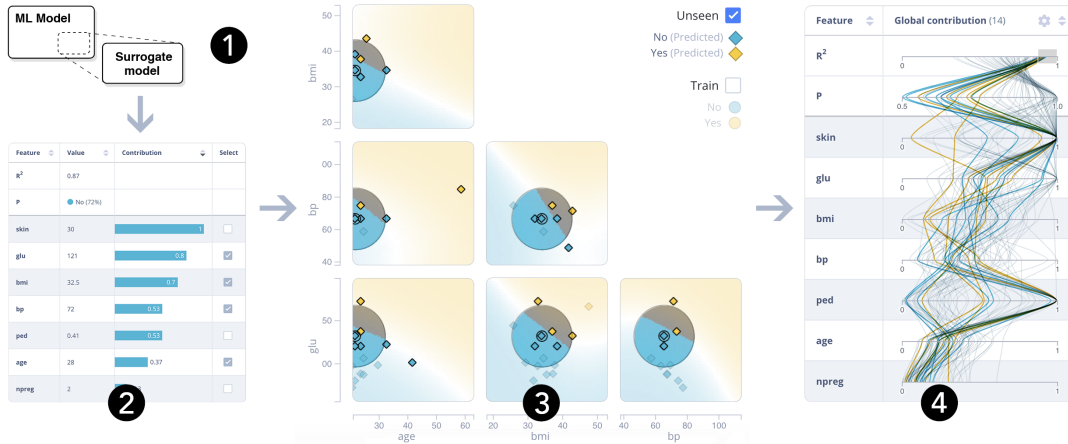 ML Model
Surrogate
model
1
Feature Value Contribution Select
R² 0.87
P No (72%)
skin 30 1
glu 121 0.8
bmi 32.5 0.7
bp 72 0.53
ped 0.41 0.53
age 28 0.37
npreg 2
2
Unseen
No (Predicted)
Yes (Predicted)
Train
No
Yes
bmi
50
40
30
20
bp
00
80
60
40
glu
50
00
30 40 50 60
age
20 30 40 50
bmi
40 60 80 00
bp
3
Feature Global contribution (14)
R²
0 1
P
0.5 1.0
skin
0 1
glu
0 1
bmi
0 1
bp
0 1
ped
0 1
age
0 1
npreg
0 1
4